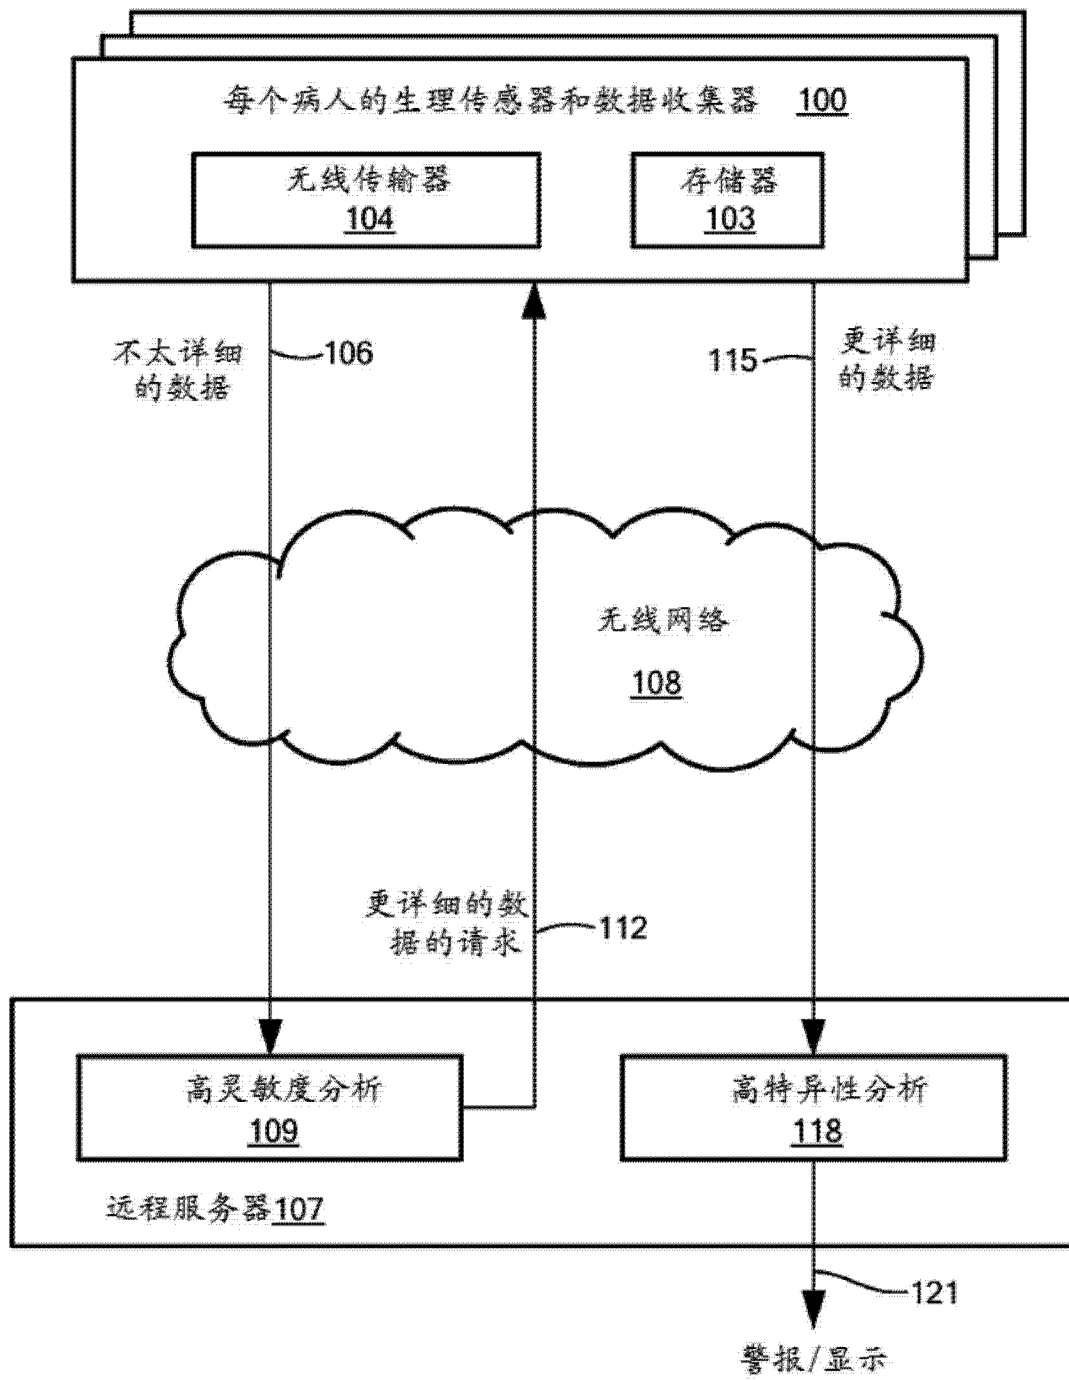 每个病人的生理传感器和数据收集器 100
无线传输器
104
存储器
103
不太详细
的数据
106
115
更详细
的数据
无线网络
108
更详细的数
据的请求
112
高灵敏度分析
109
高特异性分析
118
远程服务器107
121
警报/显示